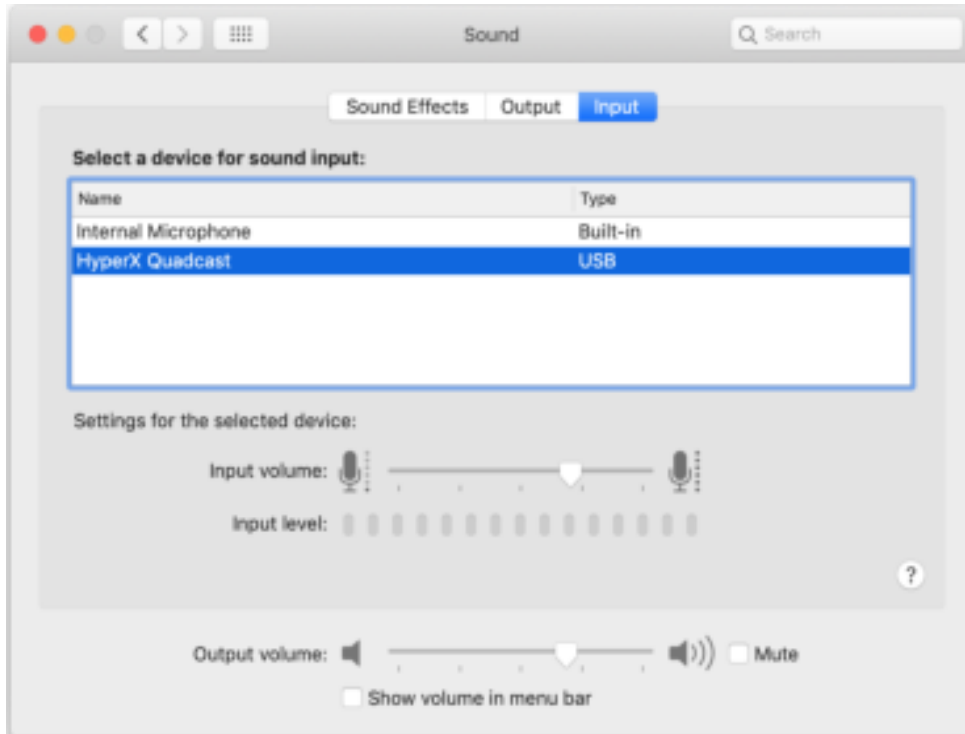 Sound
Search
Sound Effects Output Input
Select a device for sound input:
Name Type
Internal Microphone Built-in
HyperX Quadcast USB
Settings for the selected device:
Input volume:
Input level:
?
Output volume: Mute
Show volume in menu bar